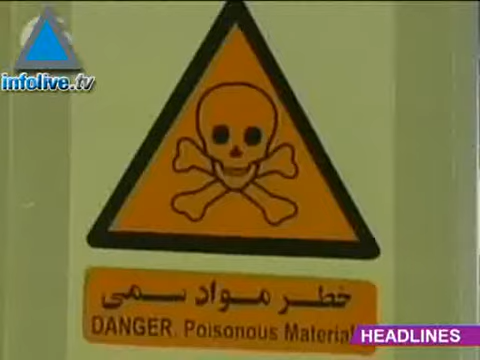 infolive.tv
خطر مواد سمی
DANGER. Poisonous Material
HEADLINES